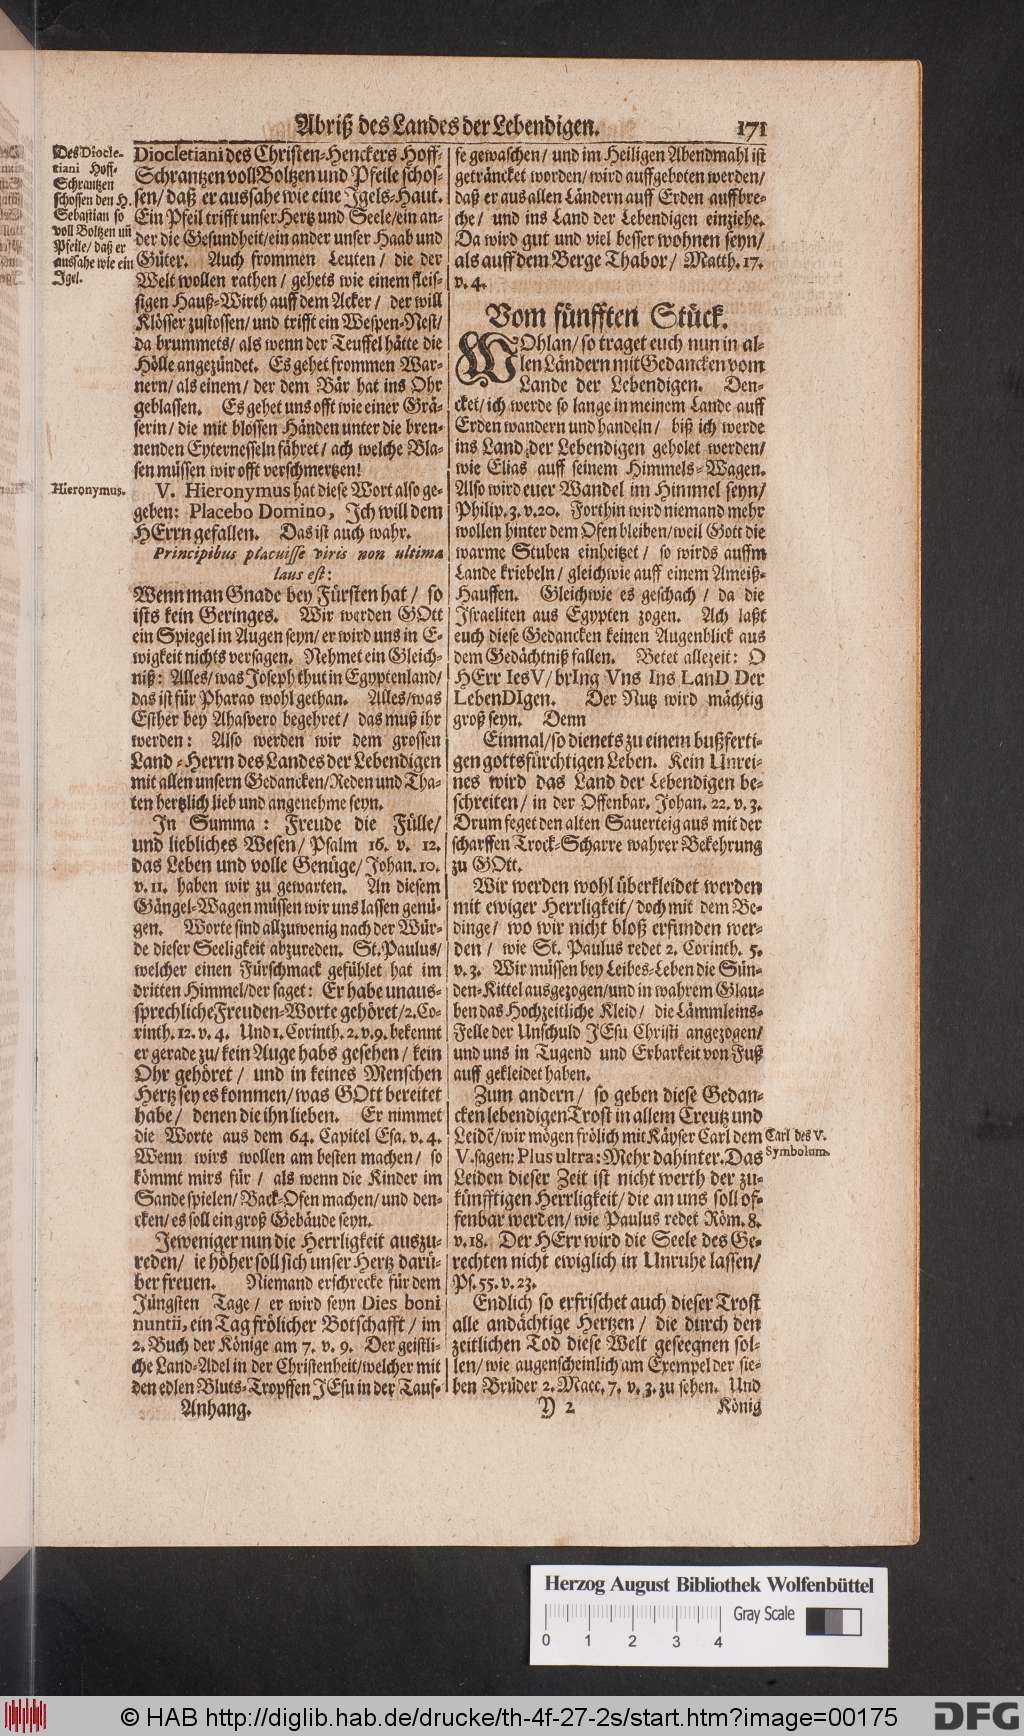 Abriß des Landes der Lebendigen. 171
Des Diocle-
tiani Hoff-
Schrantzen
schossen den H.
Sebastian so
voll Boltzen uñ
Pfeile/ daß er
aussahe wie ein
Igel.
Diocletiani des Christen-Henckers Hoff-
Schrantzen voll Boltzen und Pfeile schos-
sen/ daß er aussahe wie eine Igels-Haut.
Ein Pfeil trifft unser Hertz und Seele/ ein an-
der die Gesundheit/ ein ander unser Haab und
Güter. Auch frommen Leuten/ die der
Welt wollen rathen/ gehets wie einem fleis-
sigen Hauß-Wirth auff dem Acker/ der will
Klösser zustossen/ und trifft ein Wespen-Nest/
da brummets/ als wenn der Teuffel hätte die
Hölle angezündet. Es gehet frommen War-
nern/ als einem/ der dem Bär hat ins Ohr
geblassen. Es gehet uns offt wie einer Grä-
serin/ die mit blossen Händen unter die bren-
nenden Eyternesseln fähret/ ach welche Bla-
sen müssen wir offt verschmertzen!
Hieronymus.
V. Hieronymus hat diese Wort also ge-
geben: Placebo Domino, Ich will dem
HErrn gefallen. Das ist auch wahr.
Principibus placuisse viris non ultima
laus est:
Wenn man Gnade bey Fürsten hat/ so
ists kein Geringes. Wir werden GOtt
ein Spiegel in Augen seyn/ er wird uns in E-
wigkeit nichts versagen. Nehmet ein Gleich-
niß: Alles/ was Joseph thut in Egyptenland/
das ist für Pharao wohl gethan. Alles/ was
Esther bey Ahasvero begehret/ das muß ihr
werden: Also werden wir dem grossen
Land-Herrn des Landes der Lebendigen
mit allen unsern Gedancken/ Reden und Tha-
ten hertzlich lieb und angenehme seyn.
In Summa: Freude die Fülle/
und liebliches Wesen/ Psalm 16. v. 12.
das Leben und volle Genüge/ Johan. 10.
v. 11. haben wir zu gewarten. An diesem
Gängel-Wagen müssen wir uns lassen genü-
gen. Worte sind allzuwenig nach der Wür-
de dieser Seeligkeit abzureden. St. Paulus/
welcher einen Fürschmack gefühlet hat im
dritten Himmel/ der saget: Er habe unaus-
sprechliche Freuden-Worte gehöret/ 2. Co-
rinth. 12. v. 4. Und 1. Corinth. 2. v. 9. bekennt
er gerade zu/ kein Auge habs gesehen/ kein
Ohr gehöret/ und in keines Menschen
Hertz sey es kommen/ was GOtt bereitet
habe/ denen die ihn lieben. Er nimmet
die Worte aus dem 64. Capitel Esa. v. 4.
Wenn wirs wollen am besten machen/ so
kömmt mirs für/ als wenn die Kinder im
Sande spielen/ Back-Ofen machen/ und den-
cken/ es soll ein groß Gebäude seyn.
Jeweniger nun die Herrligkeit auszu-
reden/ ie höher soll sich unser Hertz darü-
ber freuen. Niemand erschrecke für dem
Jüngsten Tage/ er wird seyn Dies boni
nuntii, ein Tag frölicher Botschafft/ im
2. Buch der Könige am 7. v. 9. Der geistli-
che Land-Adel in der Christenheit/ welcher mit
den edlen Bluts-Tropffen JEsu in der Tauf-
Anhang.
fe gewaschen/ und im Heiligen Abendmahl ist
geträncket worden/ wird auffgeboten werden/
daß er aus allen Ländern auff Erden auffbre-
che/ und ins Land der Lebendigen einziehe.
Da wird gut und viel besser wohnen seyn/
als auff dem Berge Thabor/ Matth. 17.
v. 4.
Vom fünfften Stück.
WOhlan/ so traget euch nun in al-
len Ländern mit Gedancken vom
Lande der Lebendigen. Den-
cket/ ich werde so lange in meinem Lande auff
Erden wandern und handeln/ biß ich werde
ins Land der Lebendigen geholet werden/
wie Elias auff seinem Himmels-Wagen.
Also wird euer Wandel im Himmel seyn/
Philip. 3. v. 20. Forthin wird niemand mehr
wollen hinter dem Ofen bleiben/ weil Gott die
warme Stuben einheitzet/ so wirds auffm
Lande kriebeln/ gleich wie auff einem Ameiß-
Hauffen. Gleichwie es geschach/ da die
Israeliten aus Egypten zogen. Ach laßt
euch diese Gedancken keinen Augenblick aus
dem Gedächtniß fallen. Betet allezeit: O
HErr IesV/ brIng Vns Ins LanD Der
LebenDIgen. Der Nutz wird mächtig
groß seyn. Denn
Einmal/ so dienets zu einem bußferti-
gen gottsfürchtigen Leben. Kein Unrei-
nes wird das Land der Lebendigen be-
schreiten/ in der Offenbar. Johan. 22. v. 3.
Drum feget den alten Sauerteig aus mit der
scharffen Trock-Scharre wahrer Bekehrung
zu GOtt.
Wir werden wohl überkleidet werden
mit ewiger Herrligkeit/ doch mit dem Be-
dinge/ wo wir nicht bloß erfunden wer-
den/ wie St. Paulus redet 2. Corinth. 5.
v. 3. Wir müssen bey Leibes-Leben die Sün-
den-Kittel ausgezogen/ und in wahrem Glau-
ben das Hochzeitliche Kleid/ die Lämmleins-
Felle der Unschuld JEsu Christi angezogen/
und uns in Tugend und Erbarkeit von Fuß
auff gekleidet haben.
Zum andern/ so geben diese Gedan-
cken lebendigen Trost in allem Creutz und
Leidē/ wir mögen frölich mit Käyser Carl dem
V. sagen: Plus ultra: Mehr dahinter. Das
Leiden dieser Zeit ist nicht werth der zu-
künfftigen Herrligkeit/ die an uns soll of-
fenbar werden/ wie Paulus redet Röm. 8.
v. 18. Der HErr wird die Seele des Ge-
rechten nicht ewiglich in Unruhe lassen/
Ps. 55. v. 23.
Carl des V.
Symbolum.
Endlich so erfrischet auch dieser Trost
alle andächtige Hertzen/ die durch den
zeitlichen Tod diese Welt gesegnen sol-
len/ wie augenscheinlich am Exempel der sie-
ben Brüder 2. Macc. 7. v. 3. zu sehen. Und
Y 2 König
Herzog August Bibliothek Wolfenbüttel
Gray Scale
0 1 2 3 4
© HAB http://diglib.hab.de/drucke/th-4f-27-2s/start.htm?image=00175
DFG